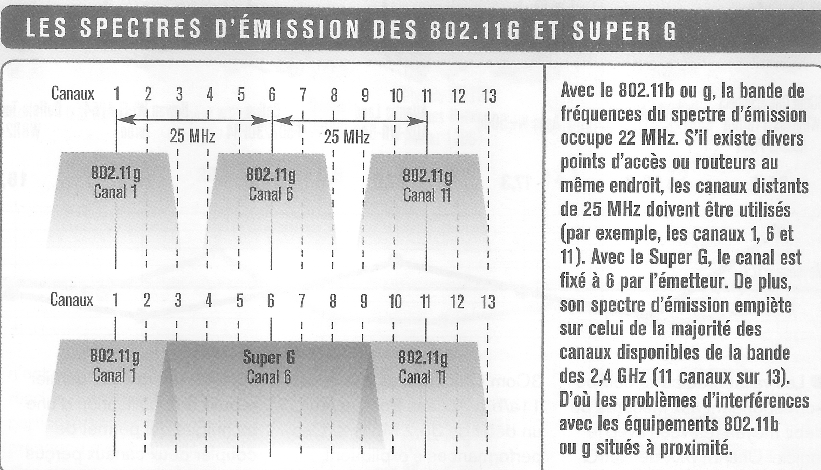 LES SPECTRES D'ÉMISSION DES 802.11G ET SUPER G
Canaux 1 2 3 4 5 6 7 8 9 10 11 12 13
25 MHz 25 MHz
802.11g 802.11g 802.11g
Canal 1 Canal 6 Canal 11
Canaux 1 2 3 4 5 6 7 8 9 10 11 12 13
802.11g Super G 802.11g
Canal 1 Canal 6 Canal 11
Avec le 802.11b ou g, la bande de
fréquences du spectre d'émission
occupe 22 MHz. S'il existe divers
points d'accès ou routeurs au
même endroit, les canaux distants
de 25 MHz doivent être utilisés
(par exemple, les canaux 1, 6 et
11). Avec le Super G, le canal est
fixé à 6 par l'émetteur. De plus,
son spectre d'émission empiète
sur celui de la majorité des
canaux disponibles de la bande
des 2,4 GHz (11 canaux sur 13).
D'où les problèmes d'interférences
avec les équipements 802.11b
ou g situés à proximité.